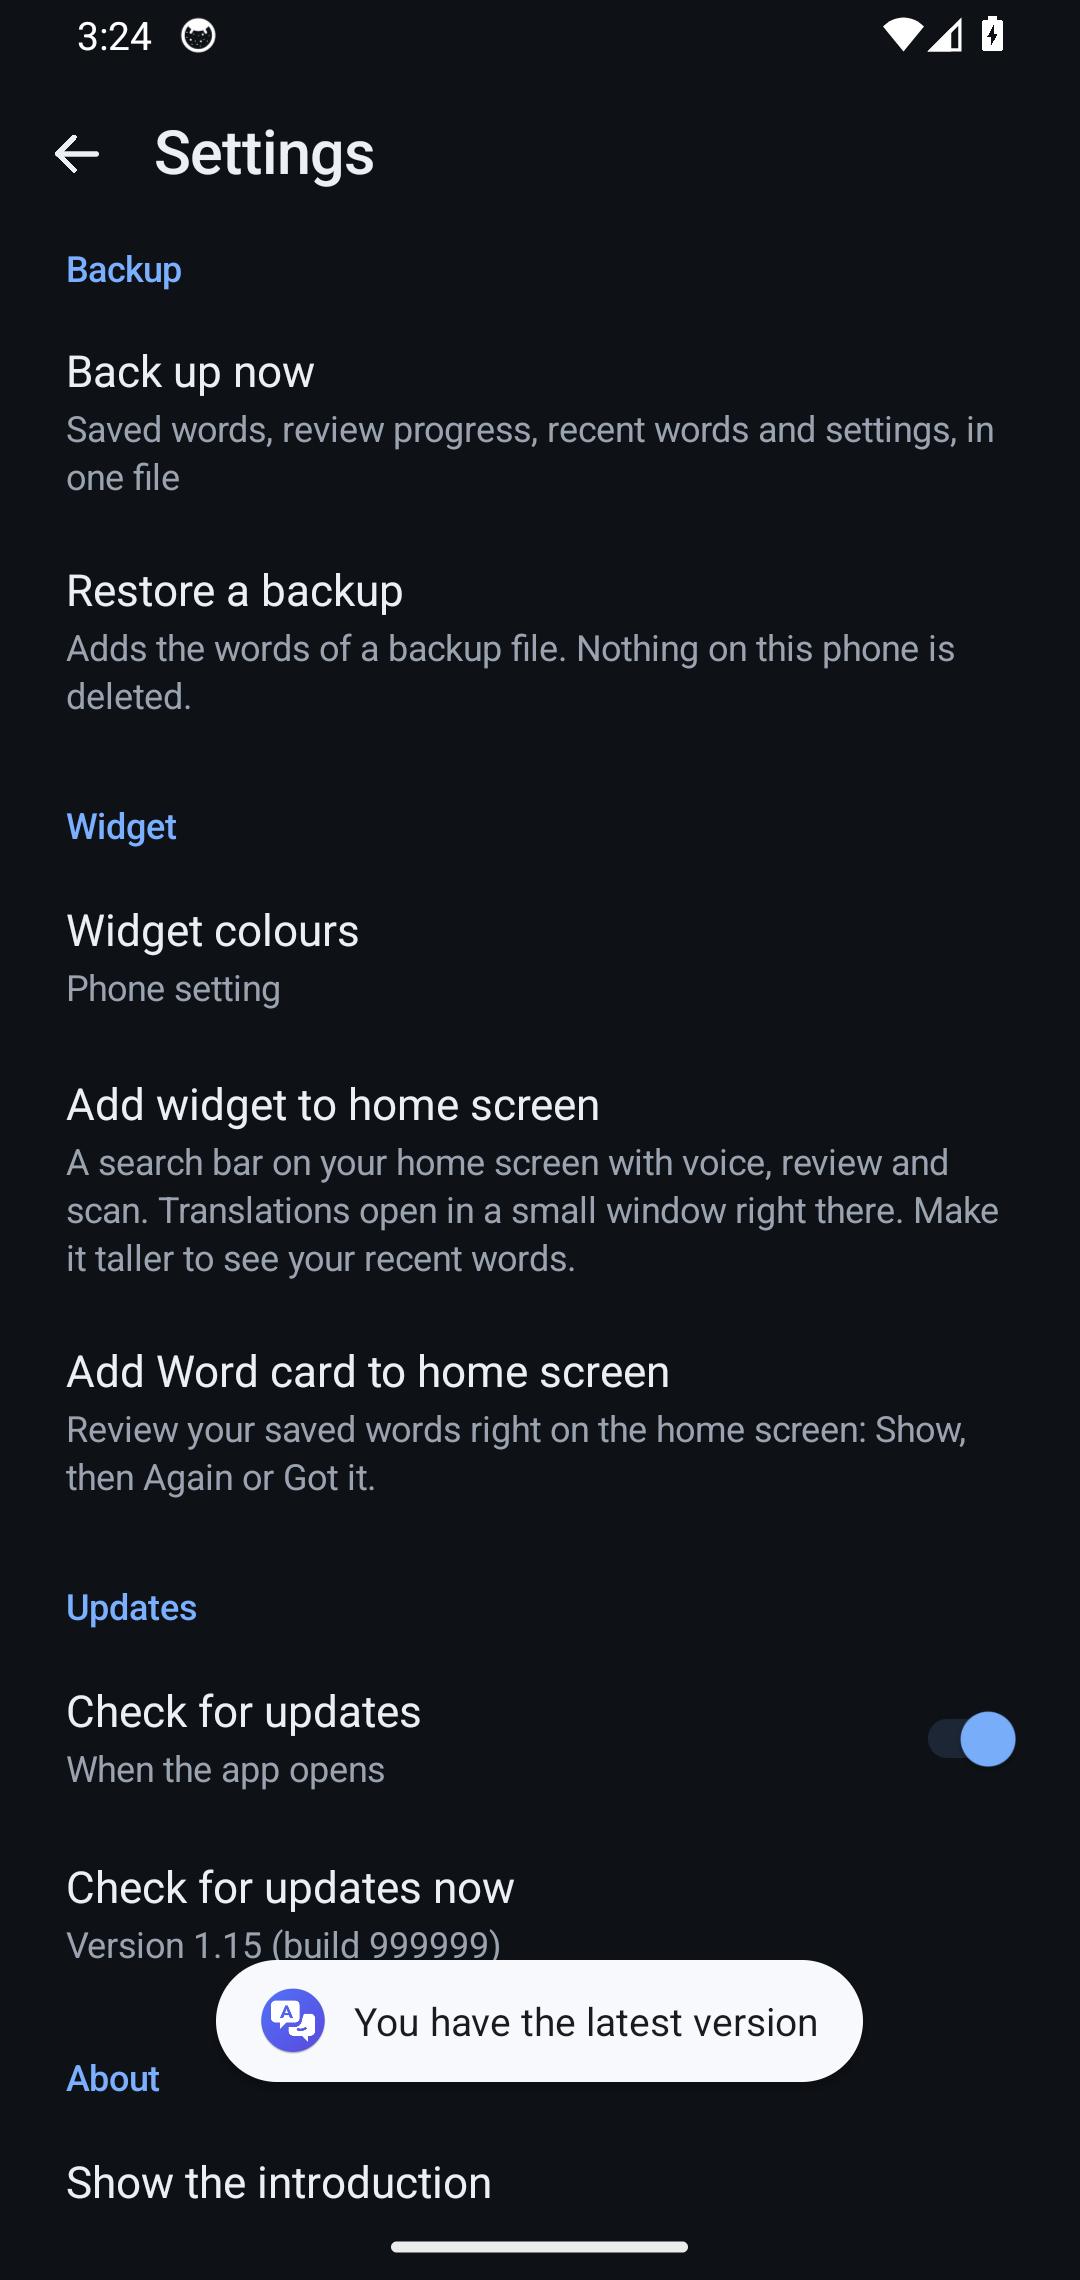 3:24
Settings
Backup
Back up now
Saved words, review progress, recent words and settings, in
one file
Restore a backup
Adds the words of a backup file. Nothing on this phone is
deleted.
Widget
Widget colours
Phone setting
Add widget to home screen
A search bar on your home screen with voice, review and
scan. Translations open in a small window right there. Make
it taller to see your recent words.
Add Word card to home screen
Review your saved words right on the home screen: Show,
then Again or Got it.
Updates
Check for updates
When the app opens
Check for updates now
Version 1.15 (build 999999)
A
You have the latest version
About
Show the introduction